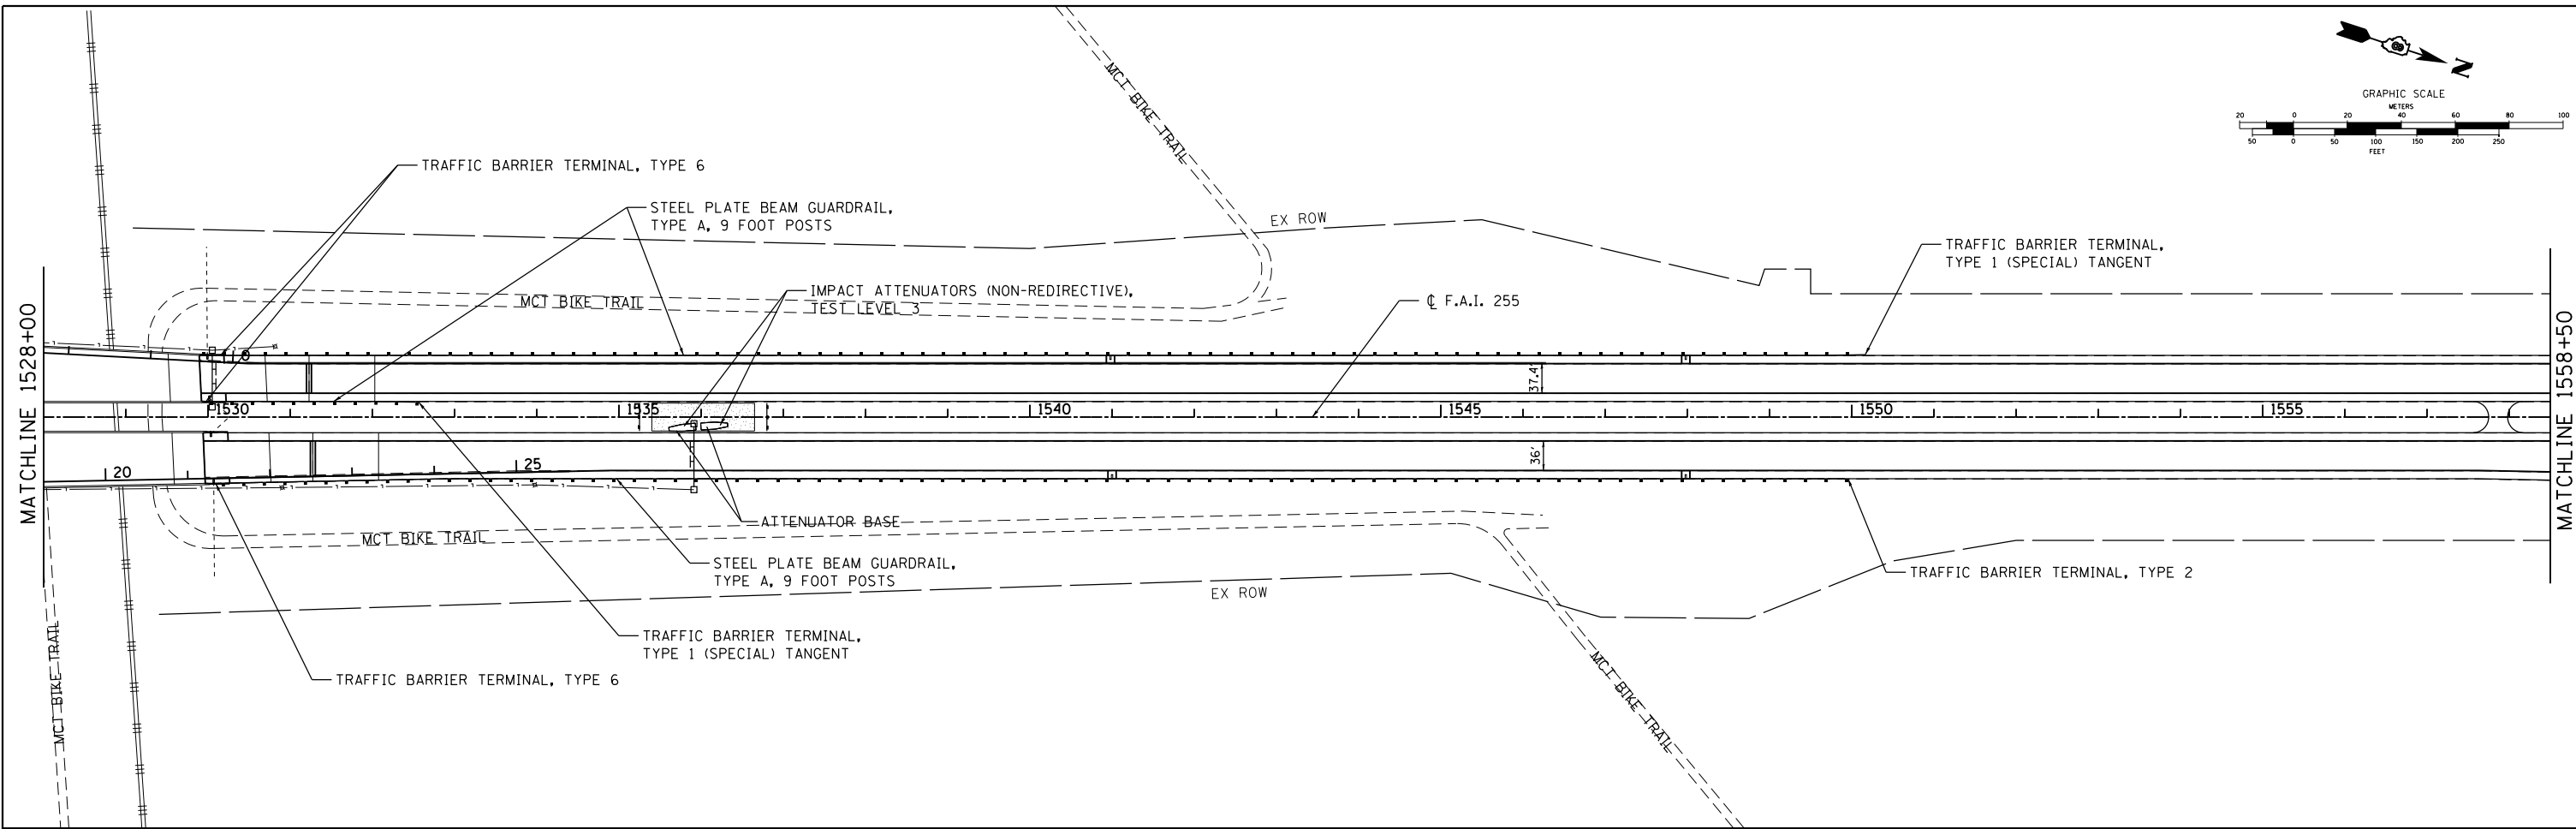 MCT BIKE TRAIL
N
GRAPHIC SCALE
METERS
20 0 20 40 60 80 100
50 0 50 100 150 200 250
FEET
TRAFFIC BARRIER TERMINAL, TYPE 6
STEEL PLATE BEAM GUARDRAIL,
TYPE A, 9 FOOT POSTS
EX ROW
TRAFFIC BARRIER TERMINAL,
TYPE 1 (SPECIAL) TANGENT
IMPACT ATTENUATORS (NON-REDIRECTIVE),
TEST LEVEL 3
MCT BIKE TRAIL
℄ F.A.I. 255
MATCHLINE 1528+00
MATCHLINE 1558+50
37.4'
1530
1535
1540
1545
1550
1555
36'
20
25
ATTENUATOR BASE
MCT BIKE TRAIL
STEEL PLATE BEAM GUARDRAIL,
TYPE A, 9 FOOT POSTS
TRAFFIC BARRIER TERMINAL, TYPE 2
EX ROW
TRAFFIC BARRIER TERMINAL,
TYPE 1 (SPECIAL) TANGENT
TRAFFIC BARRIER TERMINAL, TYPE 6
MCT BIKE TRAIL
MCT BIKE TRAIL